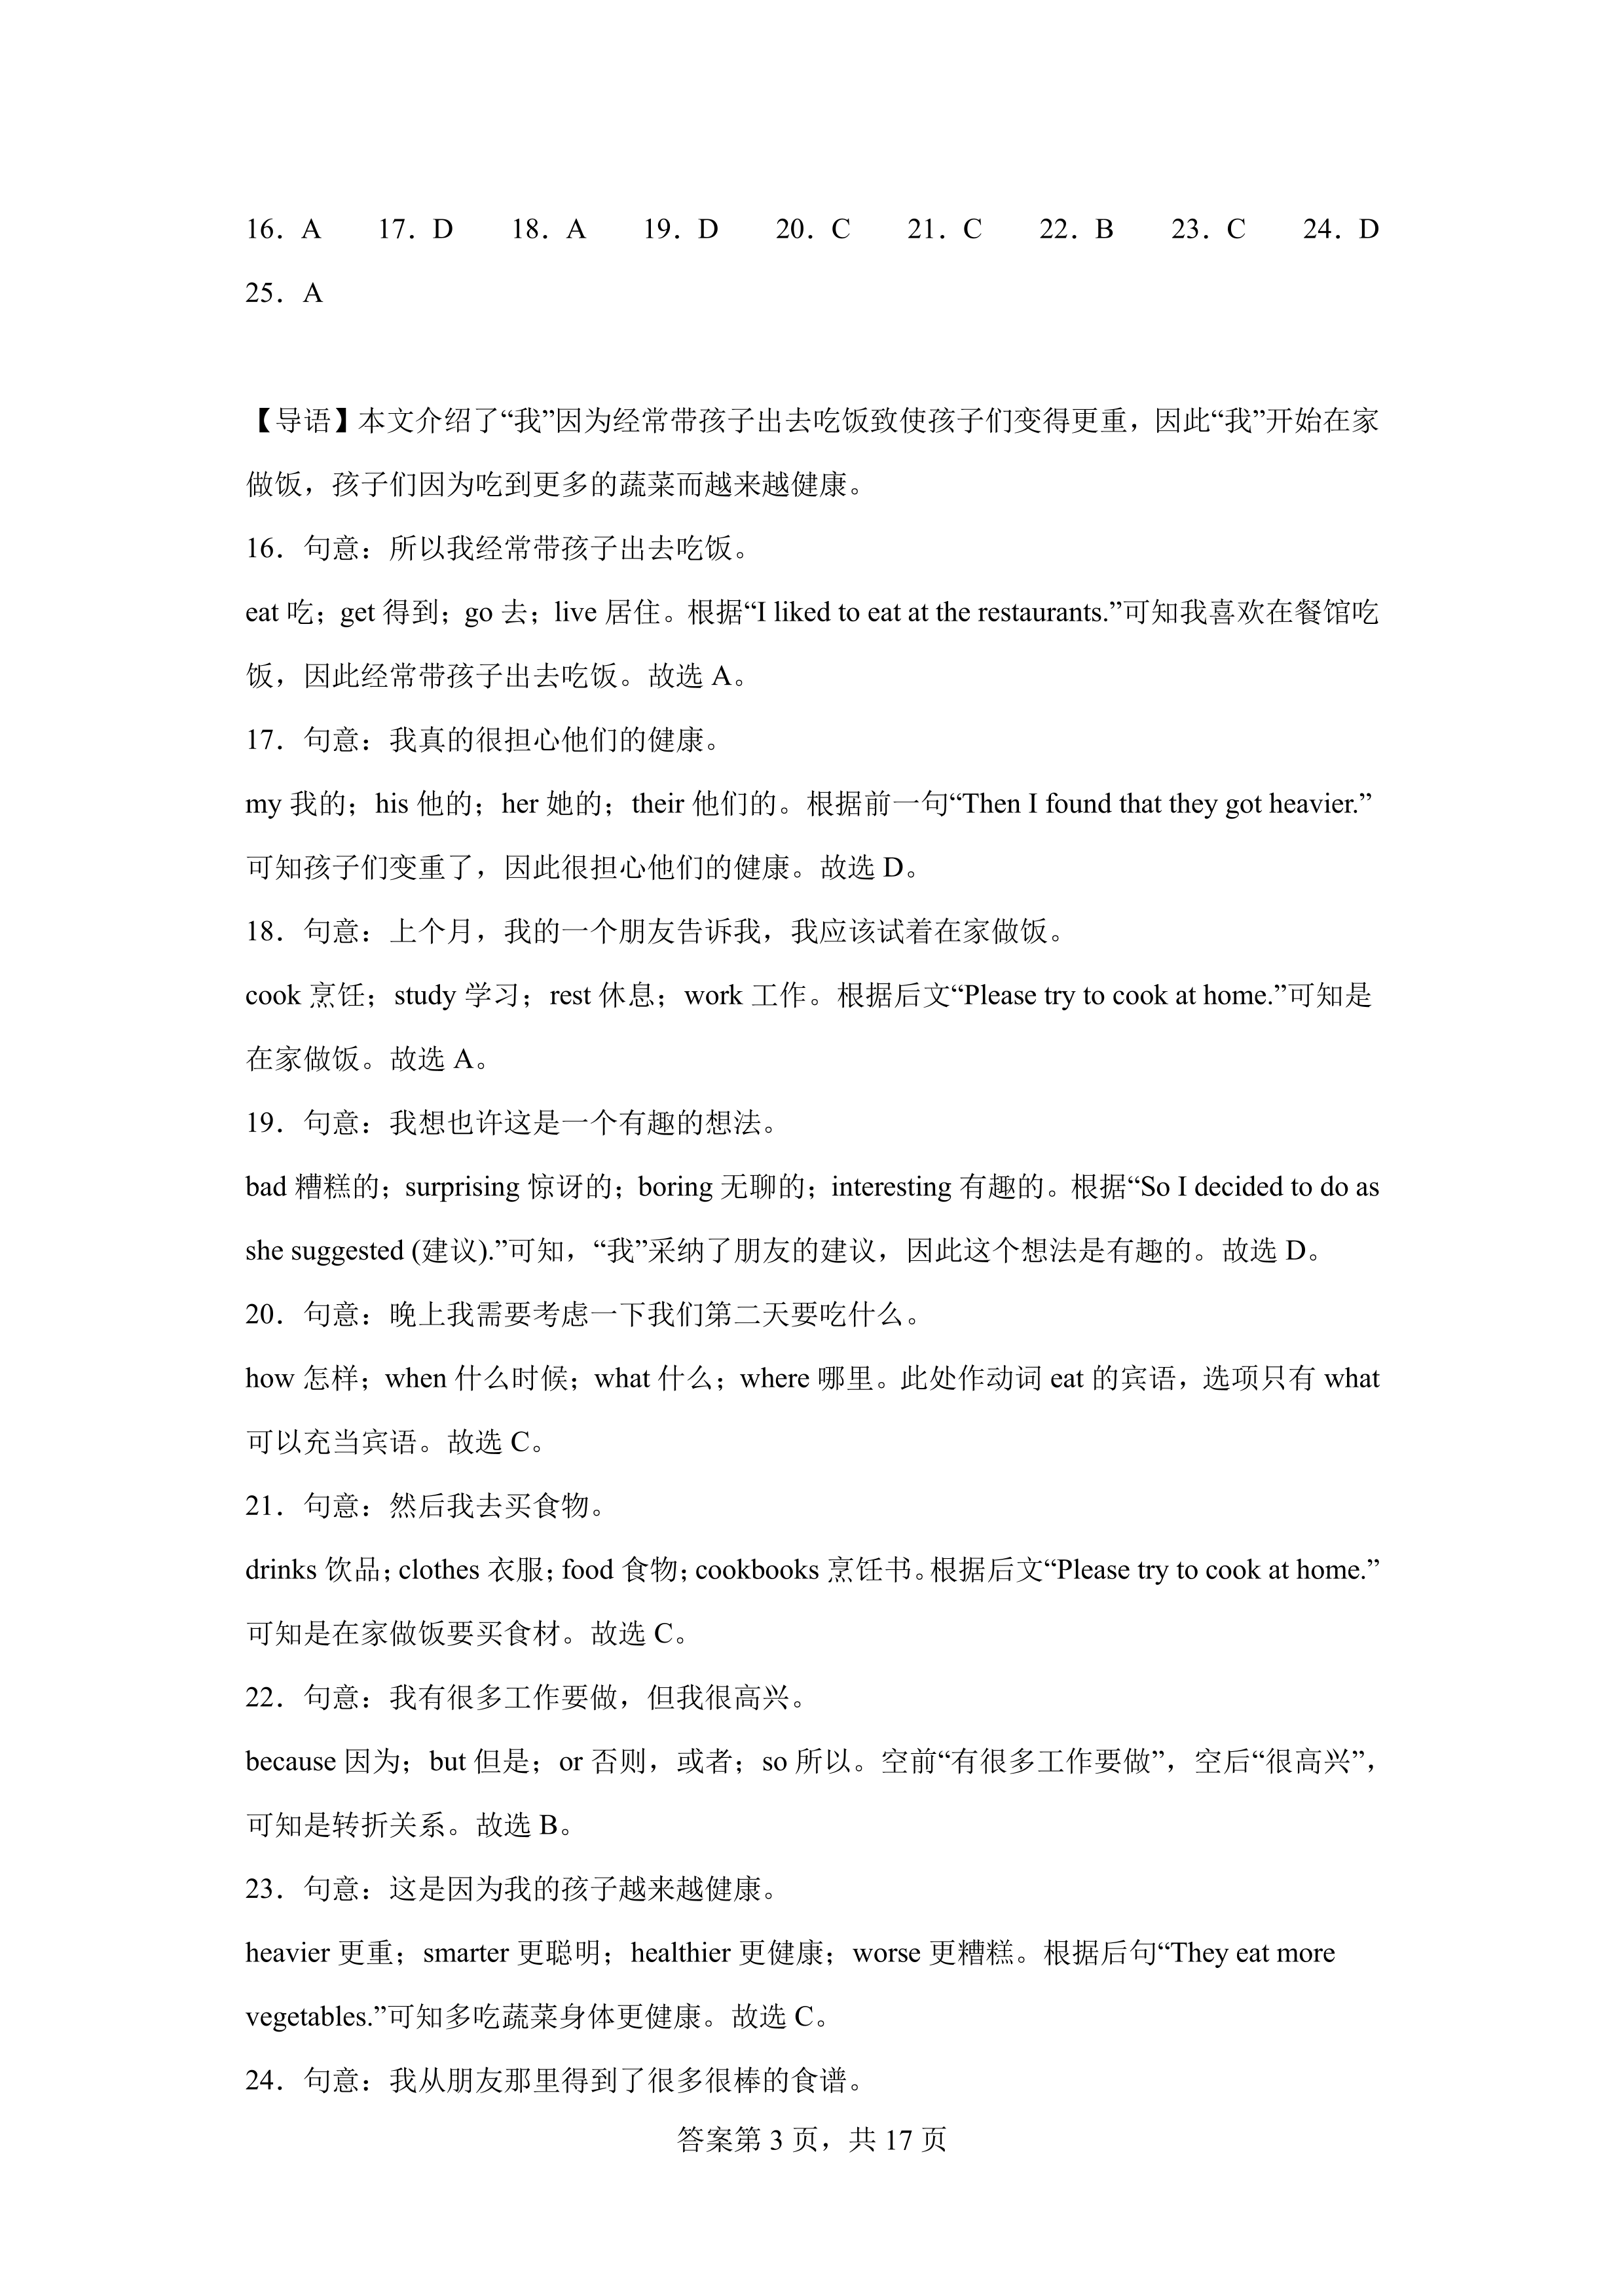 16．A 17．D 18．A 19．D 20．C 21．C 22．B 23．C 24．D
25．A
【导语】本文介绍了“我”因为经常带孩子出去吃饭致使孩子们变得更重，因此“我”开始在家
做饭，孩子们因为吃到更多的蔬菜而越来越健康。
16．句意：所以我经常带孩子出去吃饭。
eat 吃；get 得到；go 去；live 居住。根据“I liked to eat at the restaurants.”可知我喜欢在餐馆吃
饭，因此经常带孩子出去吃饭。故选 A。
17．句意：我真的很担心他们的健康。
my 我的；his 他的；her 她的；their 他们的。根据前一句“Then I found that they got heavier.”
可知孩子们变重了，因此很担心他们的健康。故选 D。
18．句意：上个月，我的一个朋友告诉我，我应该试着在家做饭。
cook 烹饪；study 学习；rest 休息；work 工作。根据后文“Please try to cook at home.”可知是
在家做饭。故选 A。
19．句意：我想也许这是一个有趣的想法。
bad 糟糕的；surprising 惊讶的；boring 无聊的；interesting 有趣的。根据“So I decided to do as
she suggested (建议).”可知，“我”采纳了朋友的建议，因此这个想法是有趣的。故选 D。
20．句意：晚上我需要考虑一下我们第二天要吃什么。
how 怎样；when 什么时候；what 什么；where 哪里。此处作动词 eat 的宾语，选项只有 what
可以充当宾语。故选 C。
21．句意：然后我去买食物。
drinks 饮品；clothes 衣服；food 食物；cookbooks 烹饪书。根据后文“Please try to cook at home.”
可知是在家做饭要买食材。故选 C。
22．句意：我有很多工作要做，但我很高兴。
because 因为；but 但是；or 否则，或者；so 所以。空前“有很多工作要做”，空后“很高兴”，
可知是转折关系。故选 B。
23．句意：这是因为我的孩子越来越健康。
heavier 更重；smarter 更聪明；healthier 更健康；worse 更糟糕。根据后句“They eat more
vegetables.”可知多吃蔬菜身体更健康。故选 C。
24．句意：我从朋友那里得到了很多很棒的食谱。
答案第 3 页，共 17 页